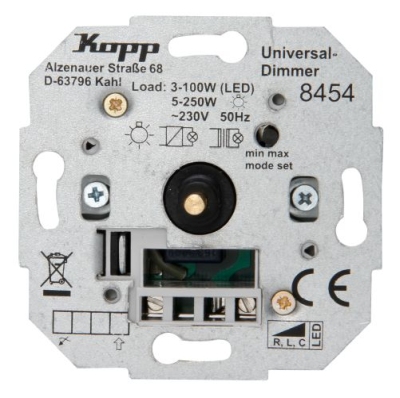 Kopp
Alzenauer Straße 68
D-63796 Kahl
Load: 3-100W (LED)
5-250W
~230V 50Hz
Universal-
Dimmer
8454
min max
mode set
CE
R, L, C
LED